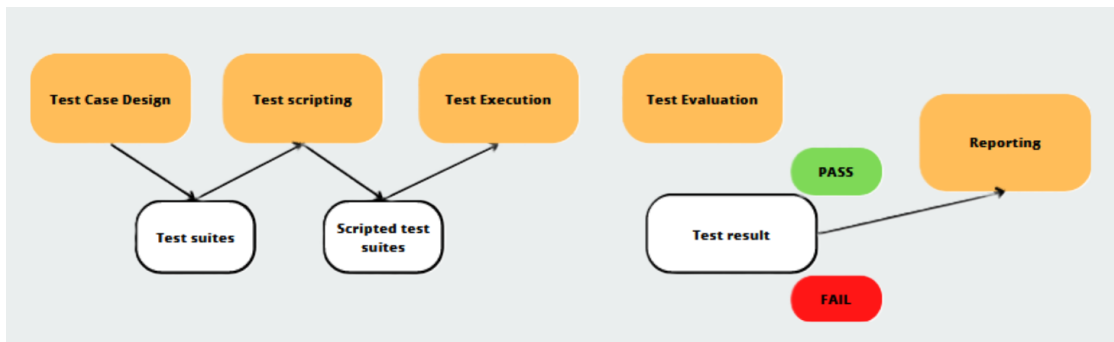 Test Case Design
Test scripting
Test Execution
Test Evaluation
Reporting
PASS
Test suites
Scripted test
suites
Test result
FAIL